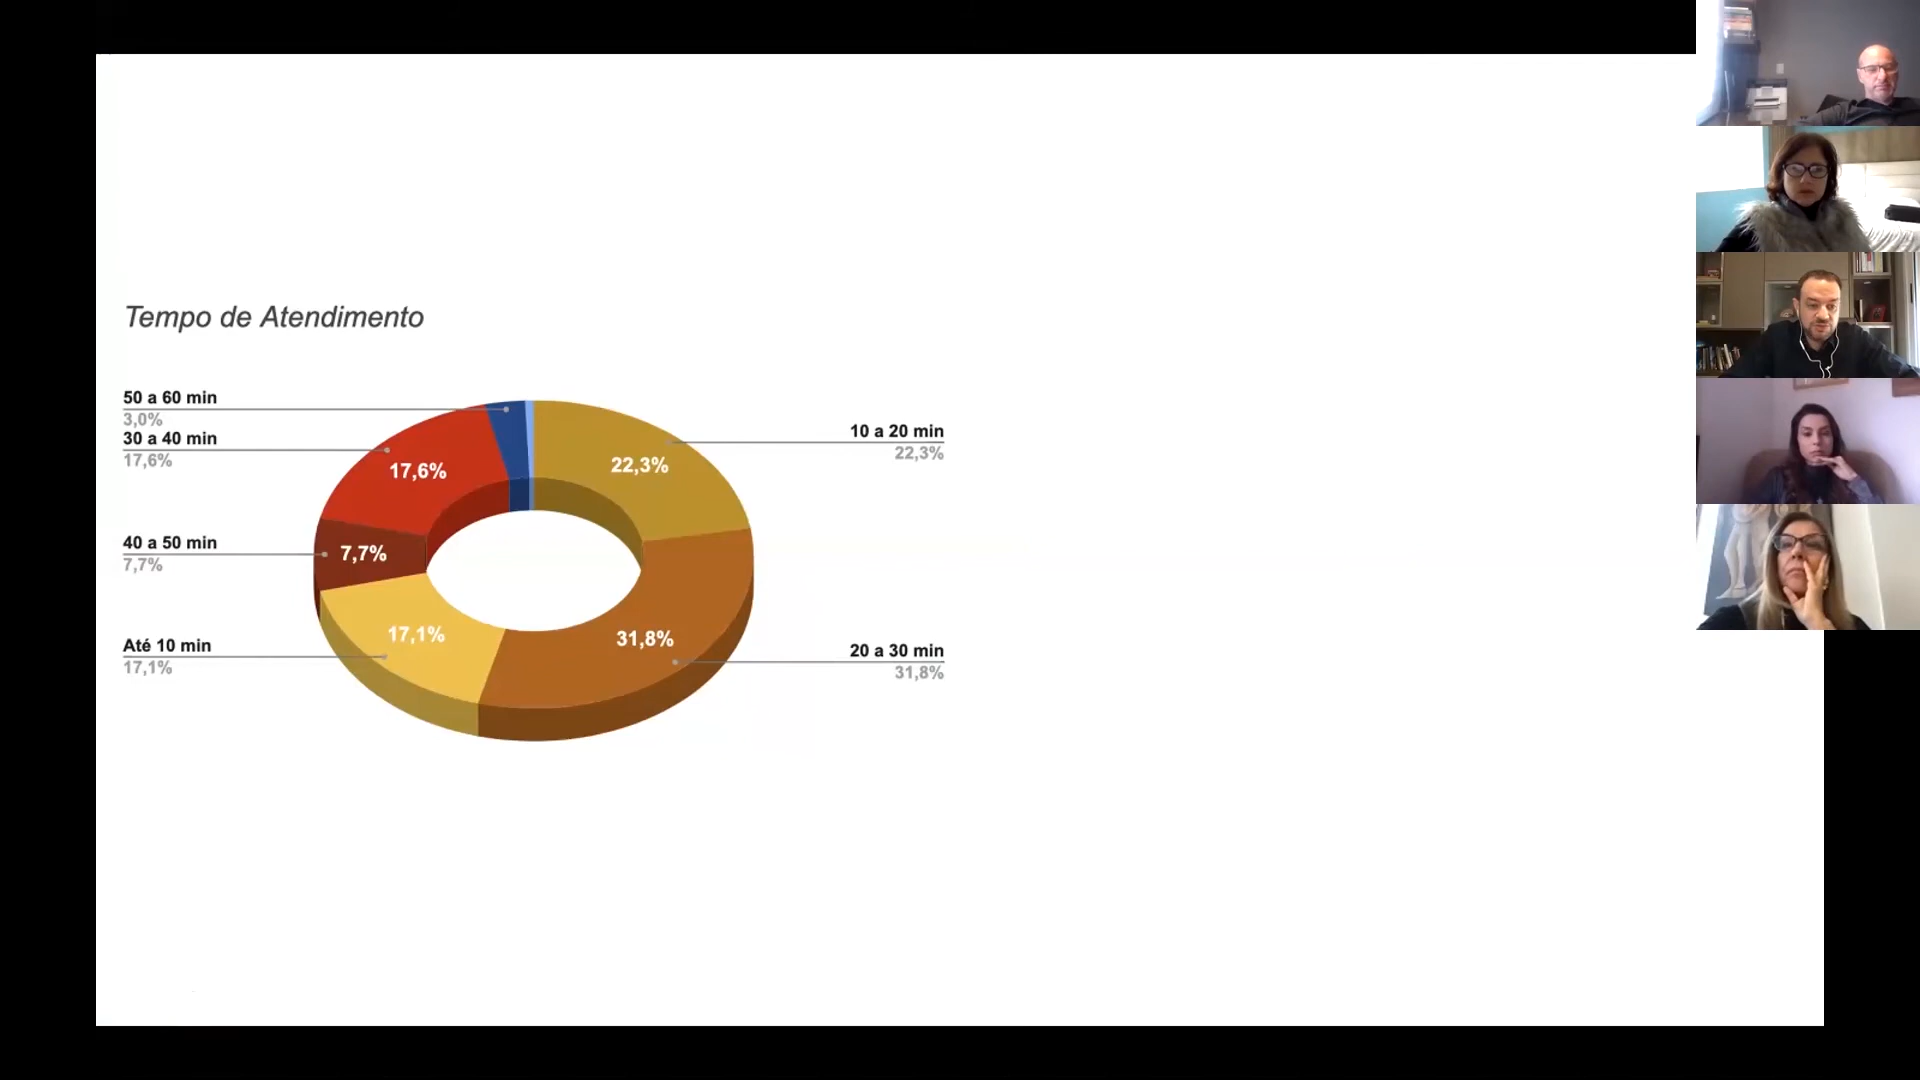 Tempo de Atendimento
50 a 60 min
3,0%
30 a 40 min
17,6%
40 a 50 min
7,7%
Até 10 min
17,1%
17,6%
22,3%
7,7%
17,1%
31,8%
10 a 20 min
22,3%
20 a 30 min
31,8%